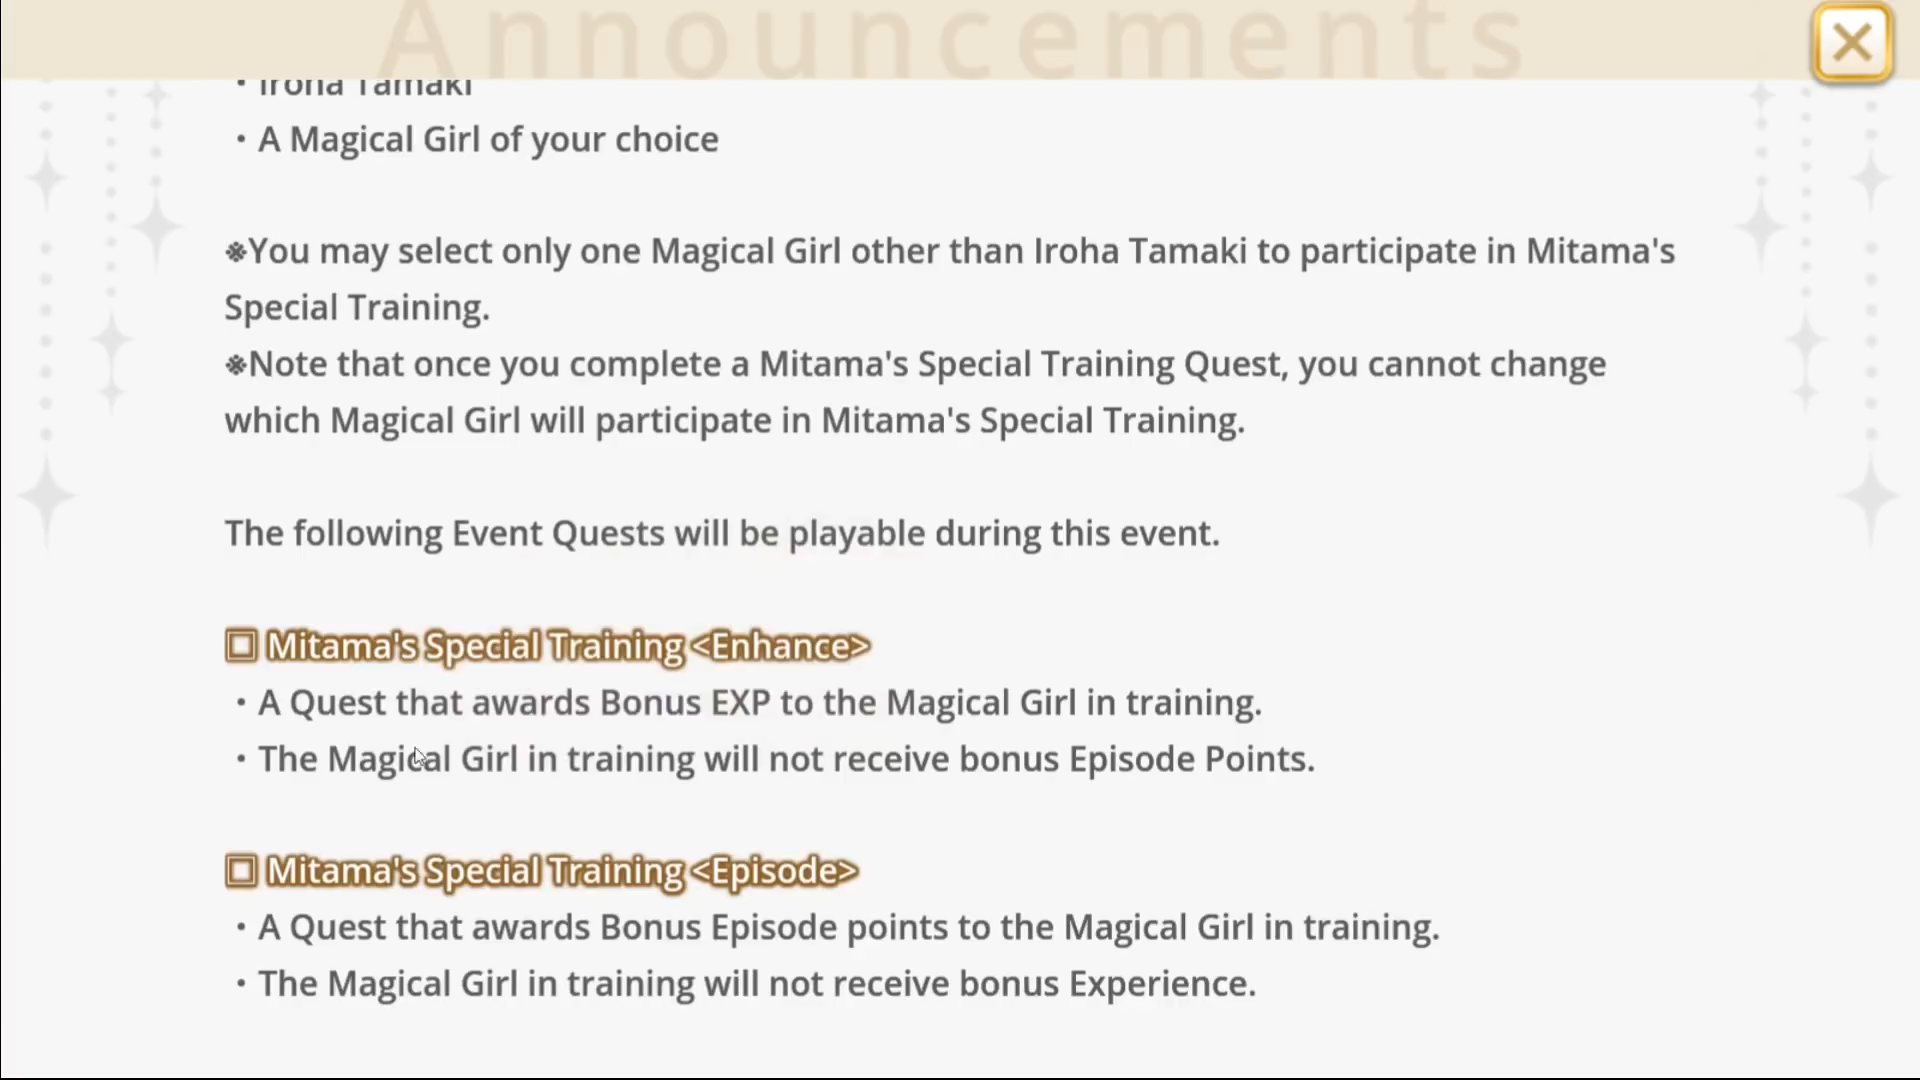 Announcements
・Iroha Tamaki
・A Magical Girl of your choice
※You may select only one Magical Girl other than Iroha Tamaki to participate in Mitama's
Special Training.
※Note that once you complete a Mitama's Special Training Quest, you cannot change
which Magical Girl will participate in Mitama's Special Training.
The following Event Quests will be playable during this event.
回 Mitama's Special Training <Enhance>
・A Quest that awards Bonus EXP to the Magical Girl in training.
・The Magical Girl in training will not receive bonus Episode Points.
回 Mitama's Special Training <Episode>
・A Quest that awards Bonus Episode points to the Magical Girl in training.
・The Magical Girl in training will not receive bonus Experience.